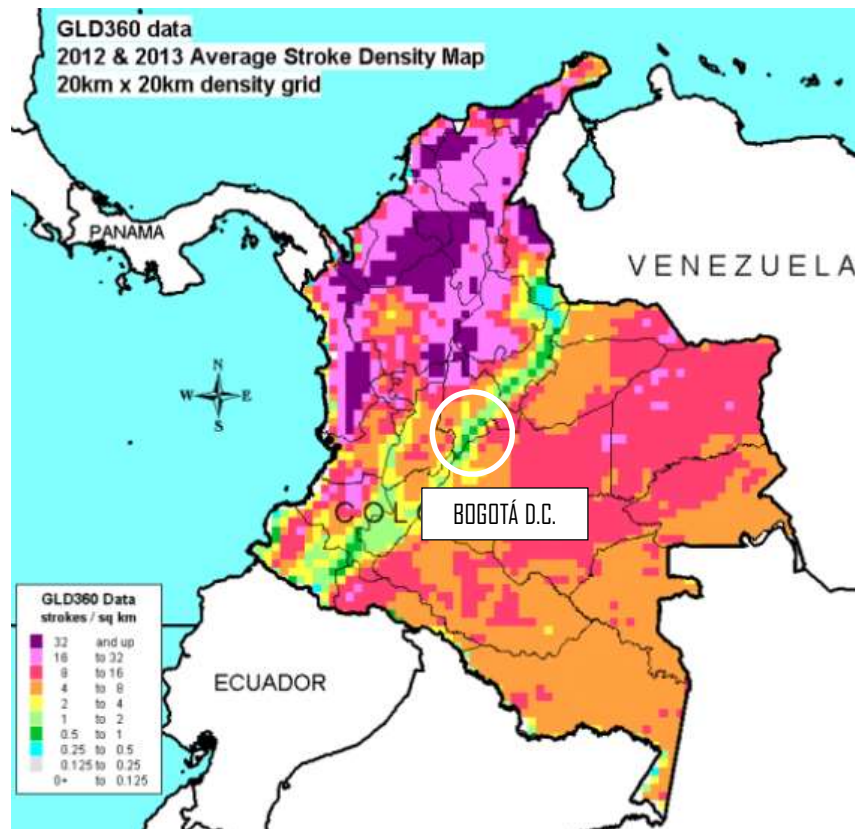 GLD360 data
2012 & 2013 Average Stroke Density Map
20km x 20km density grid
PANAMA
VENEZUELA
N
W E
S
COLO
BOGOTÁ D.C.
GLD360 Data
strokes / sq km
32 and up
16 to 32
8 to 16
4 to 8
2 to 4
1 to 2
0.5 to 1
0.25 to 0.5
0.125 to 0.25
0+ to 0.125
ECUADOR